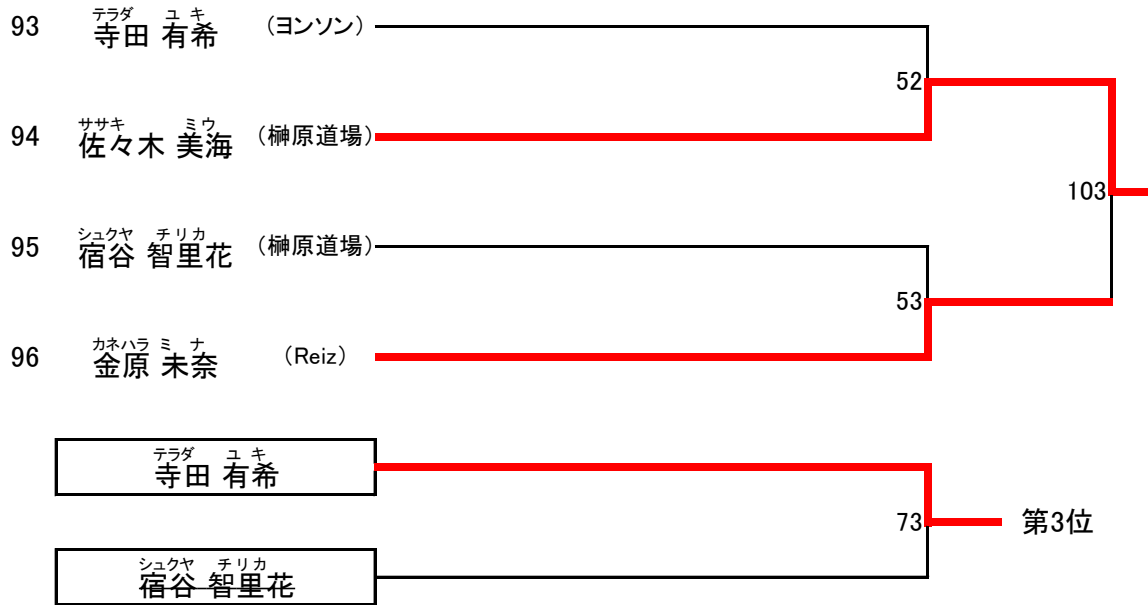 テラダ ユキ
93 寺田 有希 （ヨンソン）
52
ササキ ミウ
94 佐々木 美海 （榊原道場）
103
シュクヤ チリカ
95 宿谷 智里花 （榊原道場）
53
カネハラ ミナ
96 金原 未奈 （Reiz）
テラダ ユキ
寺田 有希
73 第3位
シュクヤ チリカ
宿谷 智里花